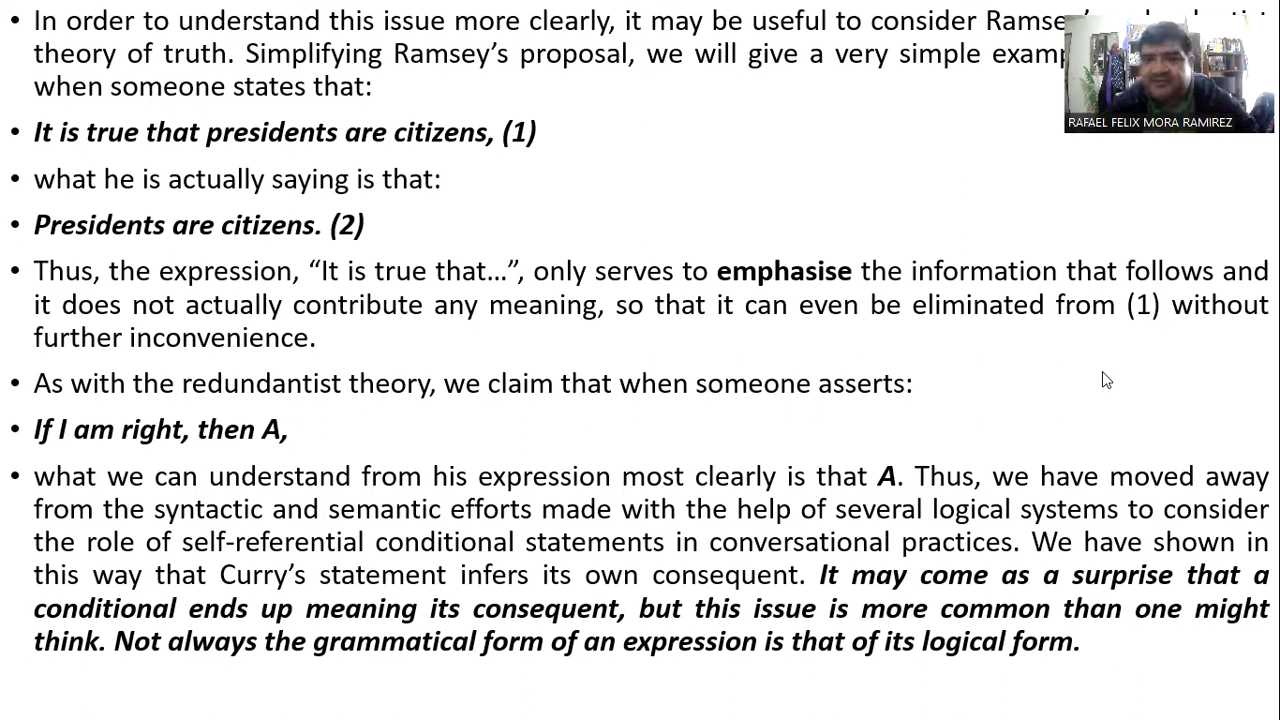 • In order to understand this issue more clearly, it may be useful to consider
theory of truth. Simplifying Ramsey's proposal, we will give a very simple
when someone states that:
• It is true that presidents are citizens, (1)
• what he is actually saying is that:
• Presidents are citizens. (2)
• Thus, the expression, “It is true that…”, only serves to emphasise the information that follows and
it does not actually contribute any meaning, so that it can even be eliminated from (1) without
further inconvenience.
• As with the redundantist theory, we claim that when someone asserts:
• If I am right, then A,
• what we can understand from his expression most clearly is that A. Thus, we have moved away
from the syntactic and semantic efforts made with the help of several logical systems to consider
the role of self-referential conditional statements in conversational practices. We have shown in
this way that Curry's statement infers its own consequent. It may come as a surprise that a
conditional ends up meaning its consequent, but this issue is more common than one might
think. Not always the grammatical form of an expression is that of its logical form.
RAFAEL FELIX MORA RAMIREZ